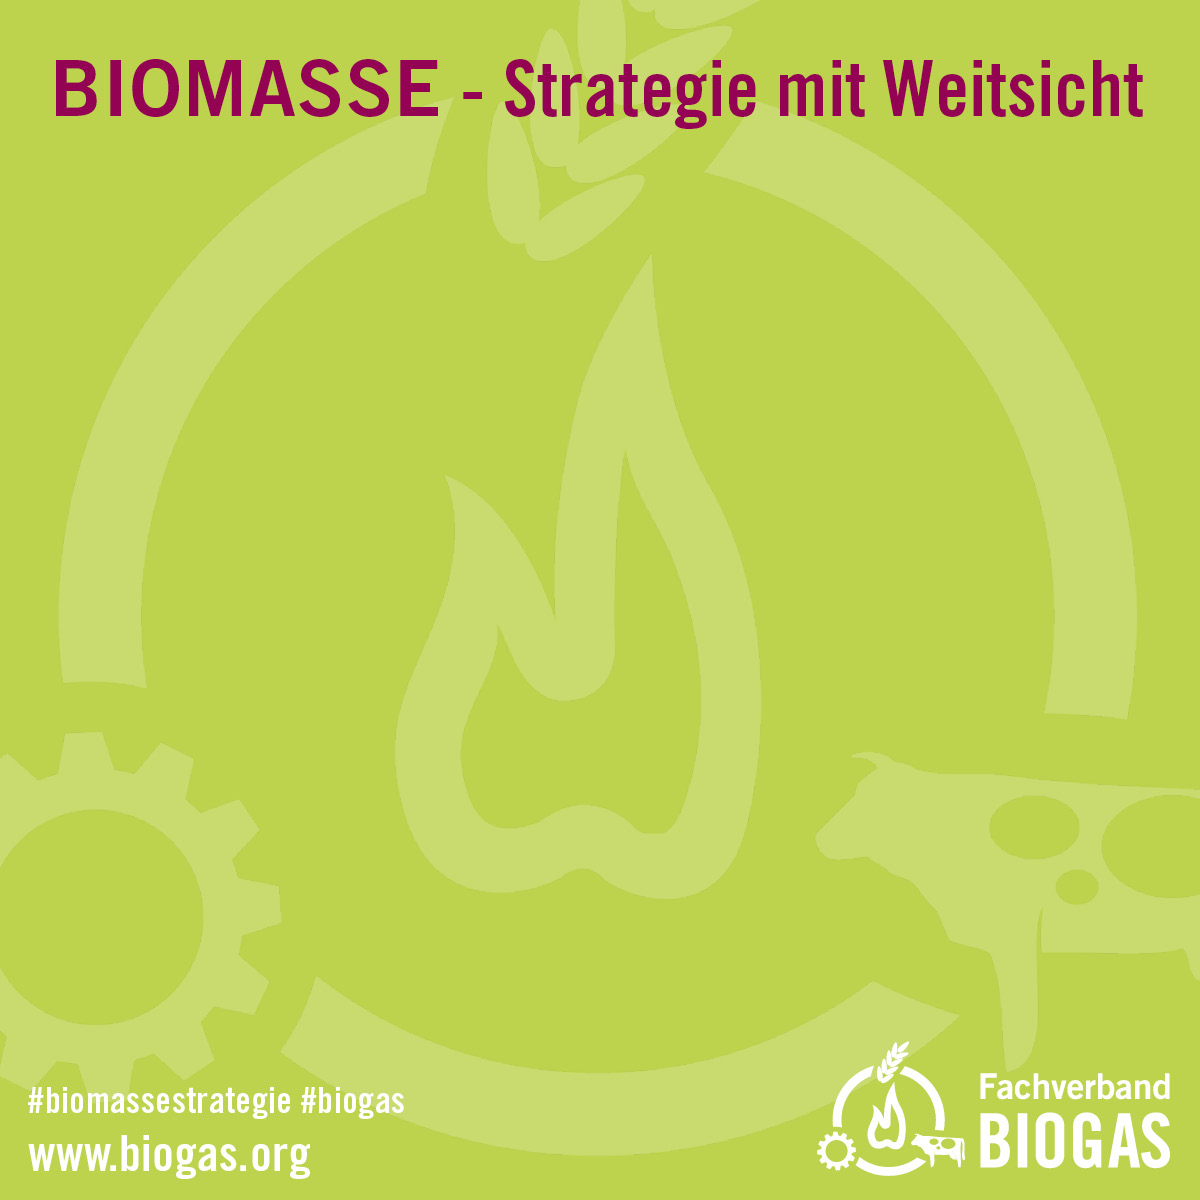 BIOMASSE - Strategie mit Weitsicht
#biomassestrategie #biogas
www.biogas.org
Fachverband
BIOGAS